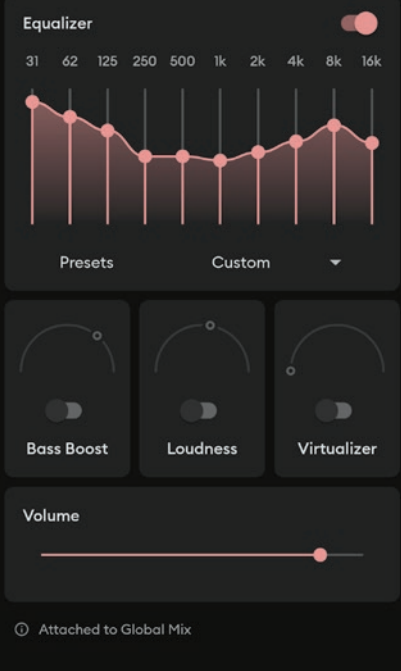 Equalizer
31 62 125 250 500 1k 2k 4k 8k 16k
Presets Custom
Bass Boost Loudness Virtualizer
Volume
Attached to Global Mix